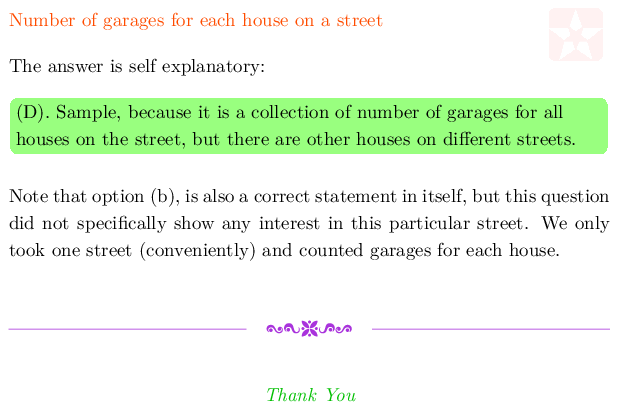 Number of garages for each house on a street
The answer is self explanatory:
(D). Sample, because it is a collection of number of garages for all
houses on the street, but there are other houses on different streets.
Note that option (b), is also a correct statement in itself, but this question
did not specifically show any interest in this particular street. We only
took one street (conveniently) and counted garages for each house.
Thank You